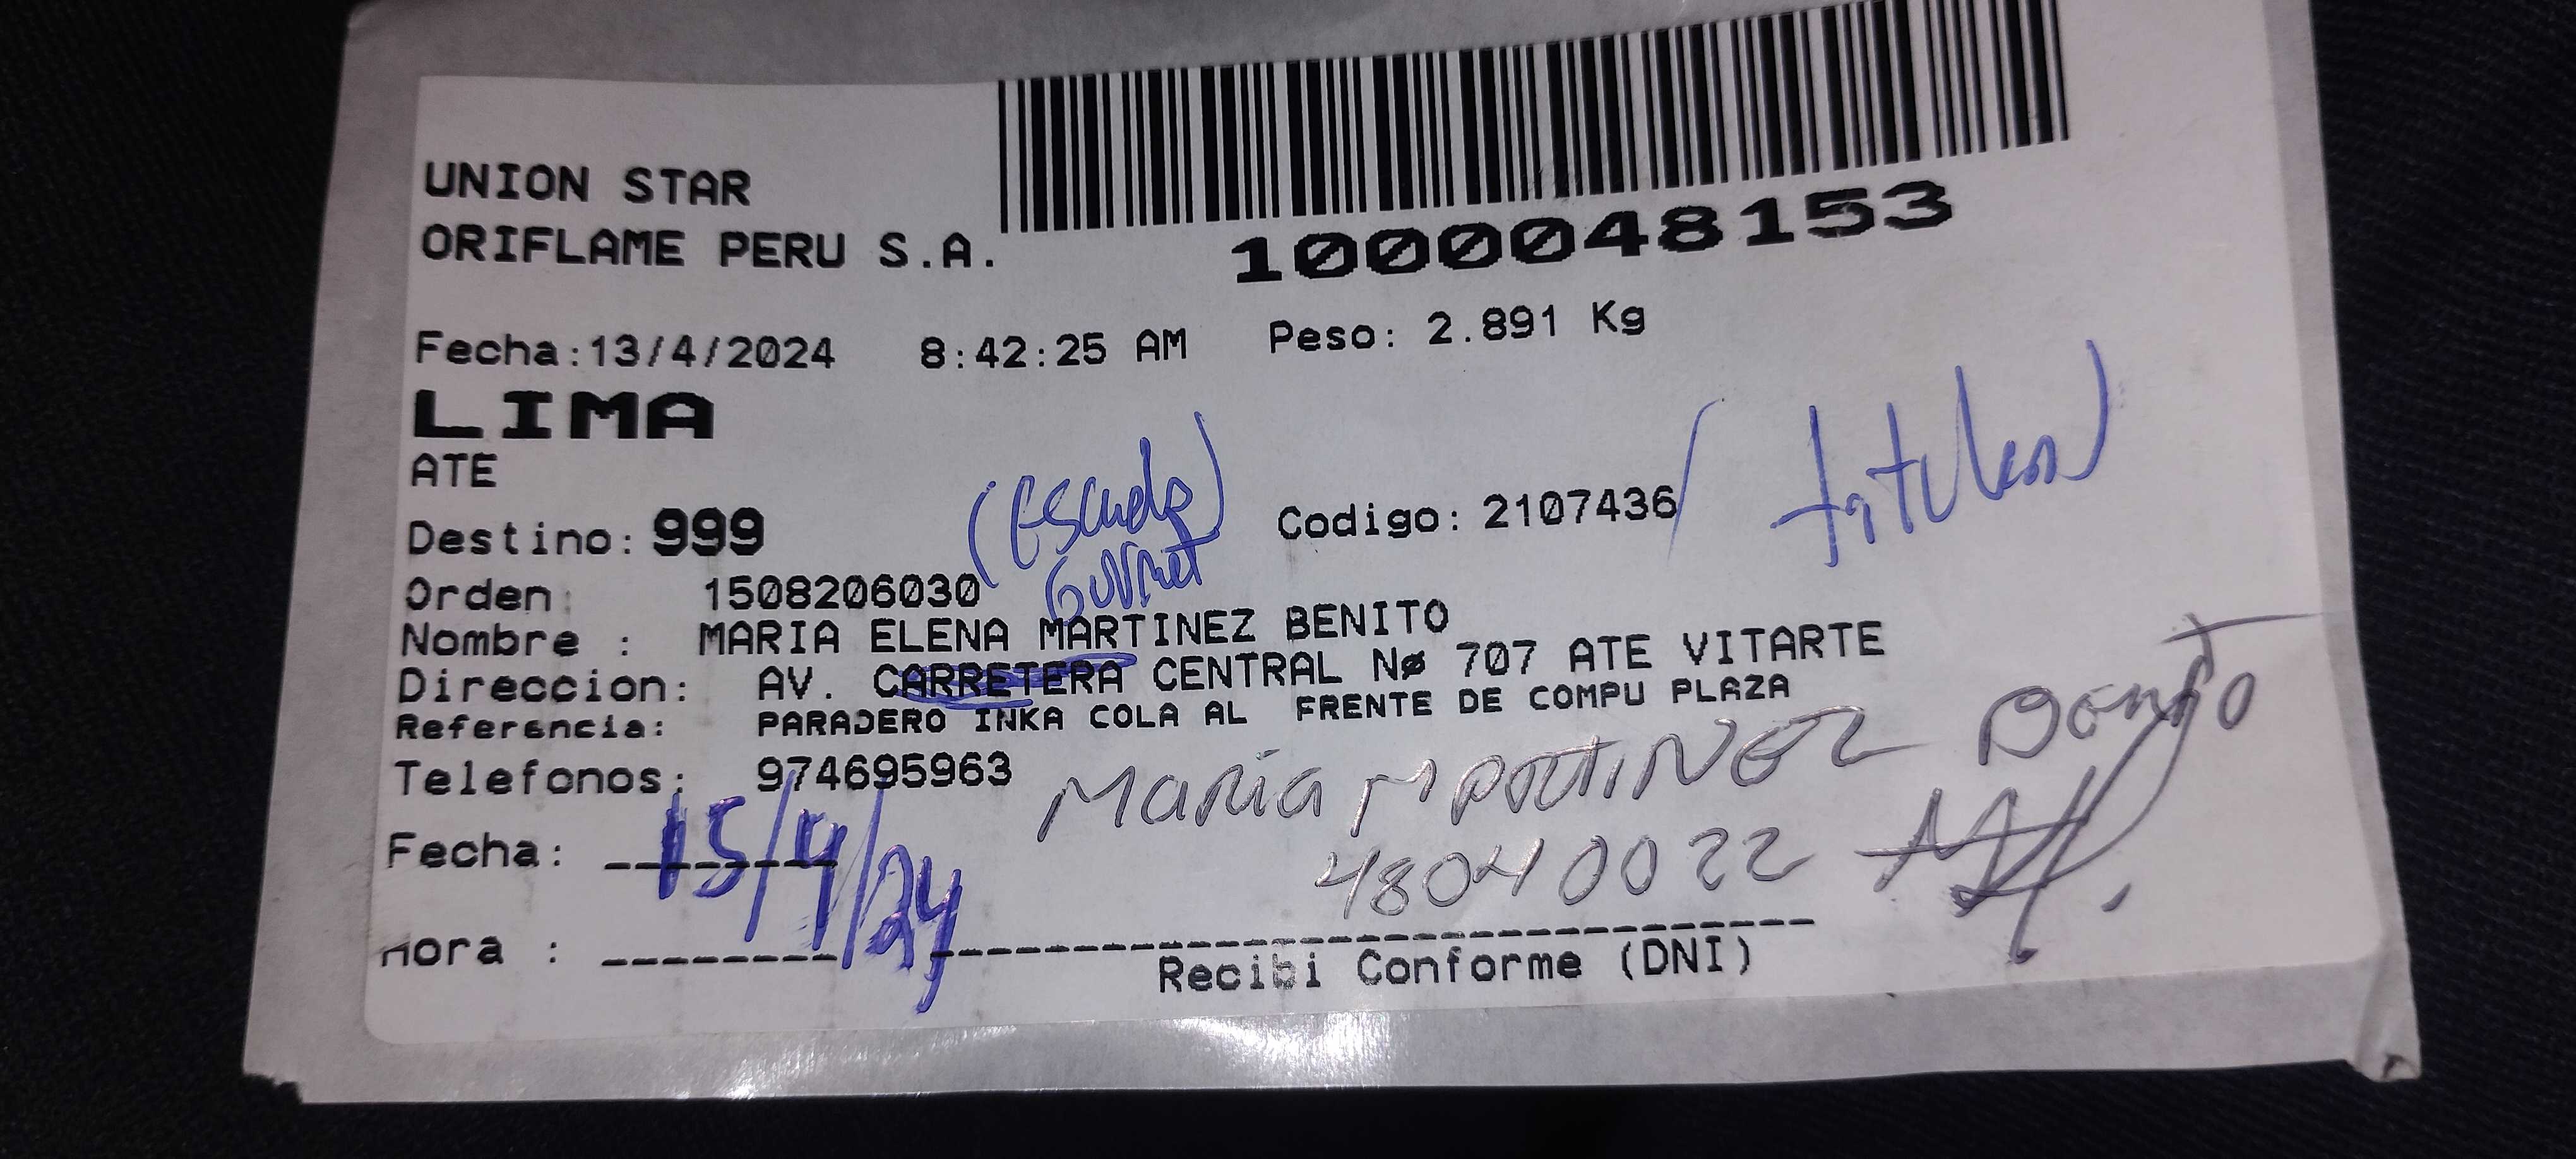 UNION STAR
ORIFLAME PERU S.A.
1000048153
Fecha:13/4/2024 8:42:25 AM Peso: 2.891 Kg
LIMA
ATE
Destino: 999
(Escuela
Gurmet
Codigo: 2107436
Orden: 1508206030
Nombre : MARIA ELENA MARTINEZ BENITO
Direccion: AV. CARRETERA CENTRAL Nø 707 ATE VITARTE
Referencia: PARADERO INKA COLA AL FRENTE DE COMPU PLAZA
Telefonos: 974695963
MARIA MARTINEZ BENITO
Fecha: 15/4/24
48040022
Hora :
Recibi Conforme (DNI)